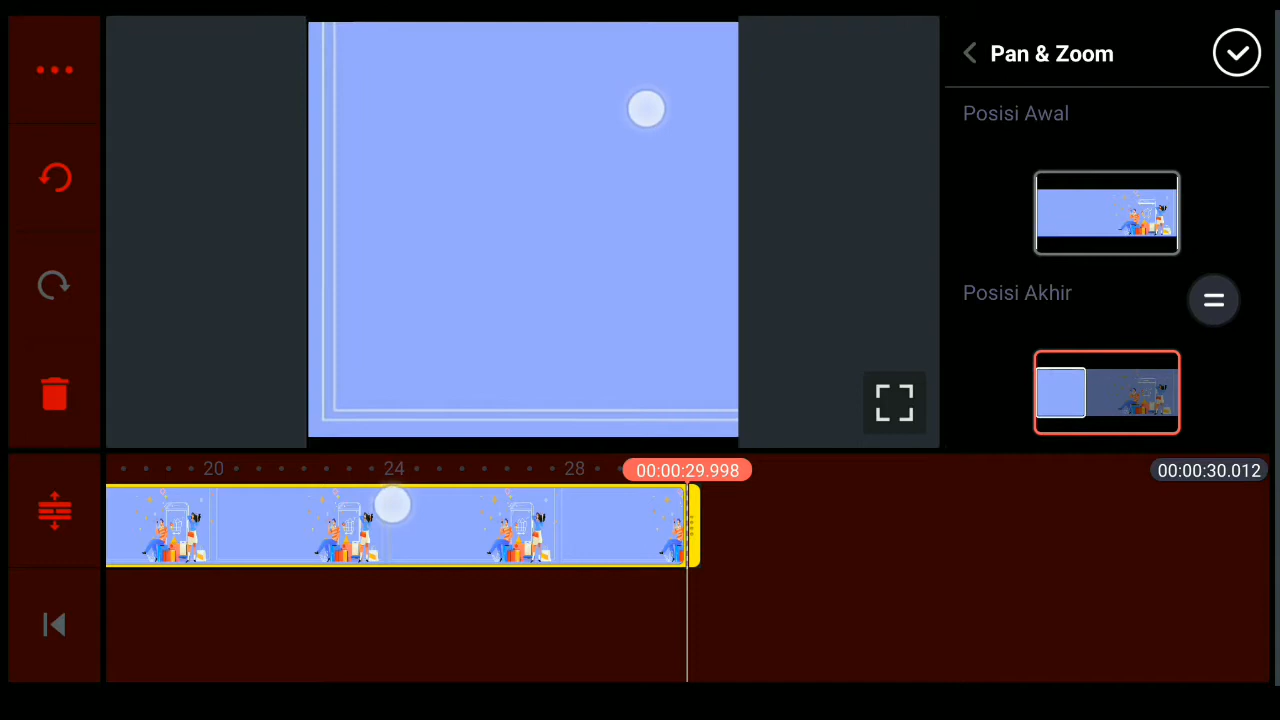 Pan & Zoom
Posisi Awal
Posisi Akhir
20 24 28
00:00:29.998
00:00:30.012